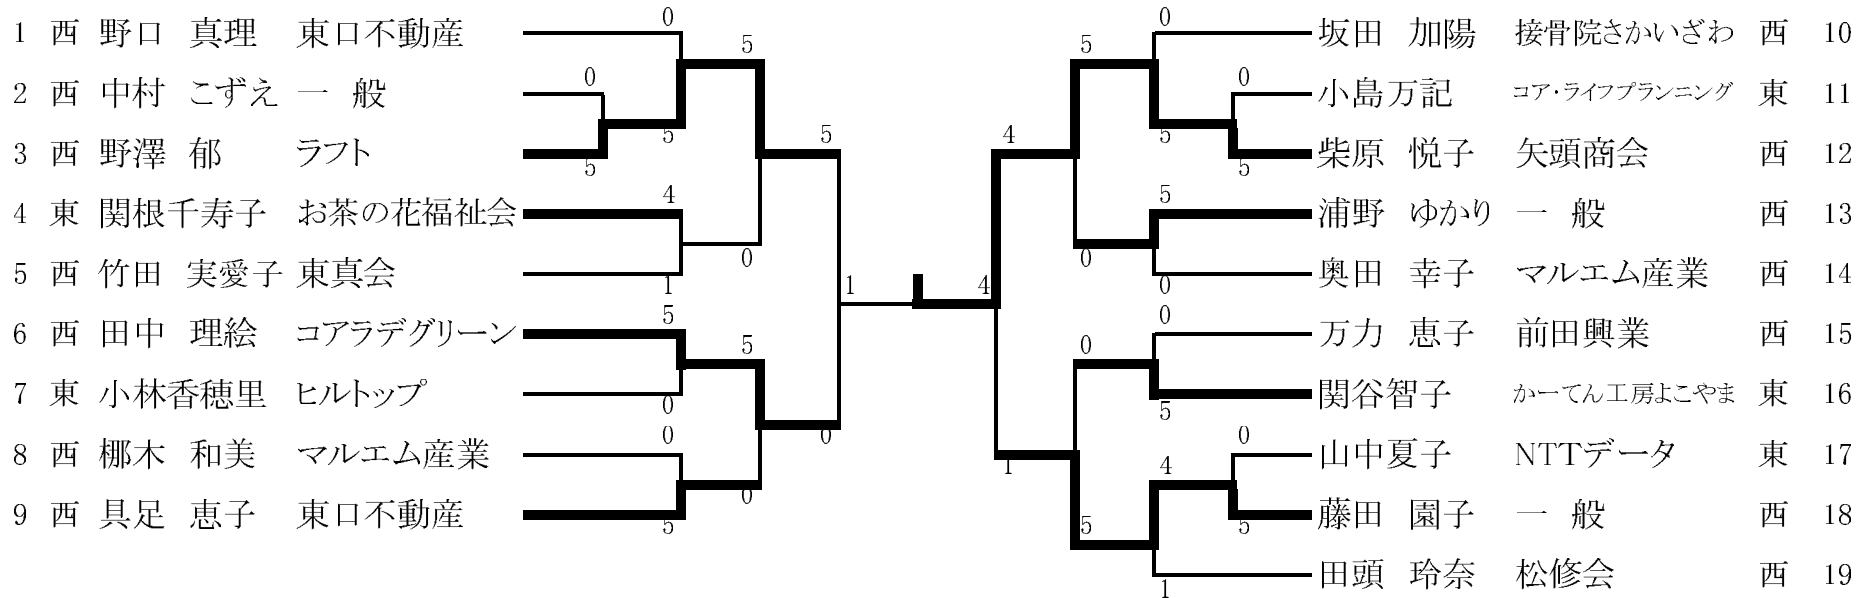 1 西 野口 真理 東口不動産
2 西 中村 こずえ 一 般
3 西 野澤 郁 ラフト
4 東 関根千寿子 お茶の花福祉会
5 西 竹田 実愛子 東真会
6 西 田中 理絵 コアラデグリーン
7 東 小林香穂里 ヒルトップ
8 西 梛木 和美 マルエム産業
9 西 具足 恵子 東口不動産
0
0
5
5
5
5
4
1
0
5
0
5
0
5
0
0
1
4
4
1
5
0
0
5
0
5
5
0
0
0
5
5
4
0
5
1
坂田 加陽 接骨院さかいざわ 西 10
小島万記 コア・ライフプランニング 東 11
柴原 悦子 矢頭商会 西 12
浦野 ゆかり 一 般 西 13
奥田 幸子 マルエム産業 西 14
万力 恵子 前田興業 西 15
関谷智子 かーてん工房よこやま 東 16
山中夏子 NTTデータ 東 17
藤田 園子 一 般 西 18
田頭 玲奈 松修会 西 19